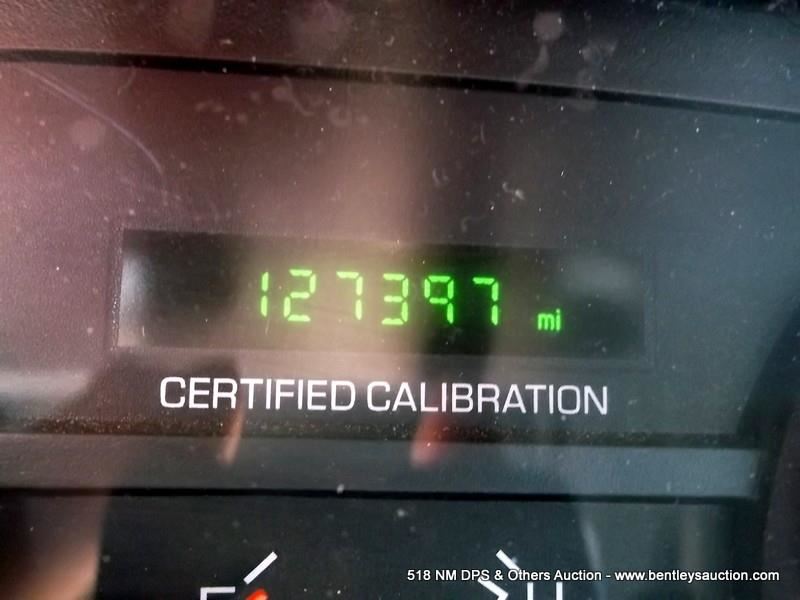 127397 mi
CERTIFIED CALIBRATION
518 NM DPS & Others Auction - www.bentleysauction.com